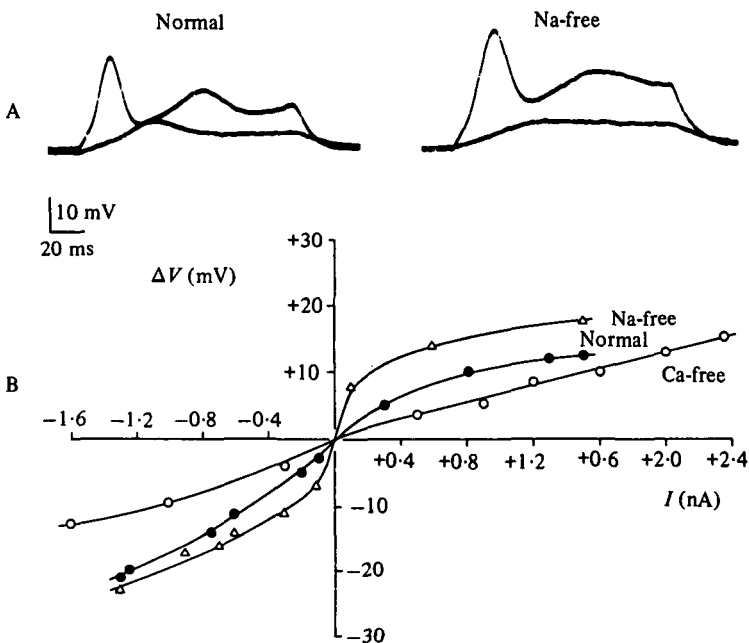 Normal
Na-free
A
10 mV
20 ms
+30
ΔV (mV)
+20
Na-free
Normal
+10
Ca-free
B
−1·6 −1·2 −0·8 −0·4
+0·4 +0·8 +1·2 +0·6 +2·0 +2·4
−10
I (nA)
−20
−30